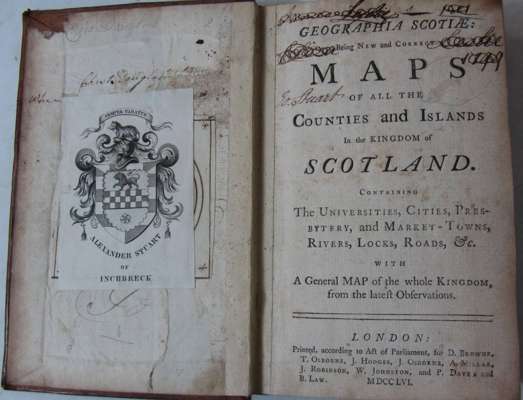 SEMPER PARATUS
ALEXANDER STUART
OF
INCHBRECK
GEOGRAPHIA SCOTIÆ:
Being NEW and CORRECT
MAPS
OF ALL THE
E. Stuart
COUNTIES and ISLANDS
In the KINGDOM of
SCOTLAND.
CONTAINING
The UNIVERSITIES, CITIES, PRES-
BYTERY, and MARKET-TOWNS,
RIVERS, LOCKS, ROADS, &c.
WITH
A General MAP of the whole KINGDOM,
from the latest Observations.
LONDON:
Printed, according to Act of Parliament, for D. BROWNE,
T. OSBORNE, J. HODGES, J. OSBORNE, A. MILLAR,
J. ROBINSON, W. JOHNSTON, and P. DAVEY and
B. LAW.
MDCCLVI.